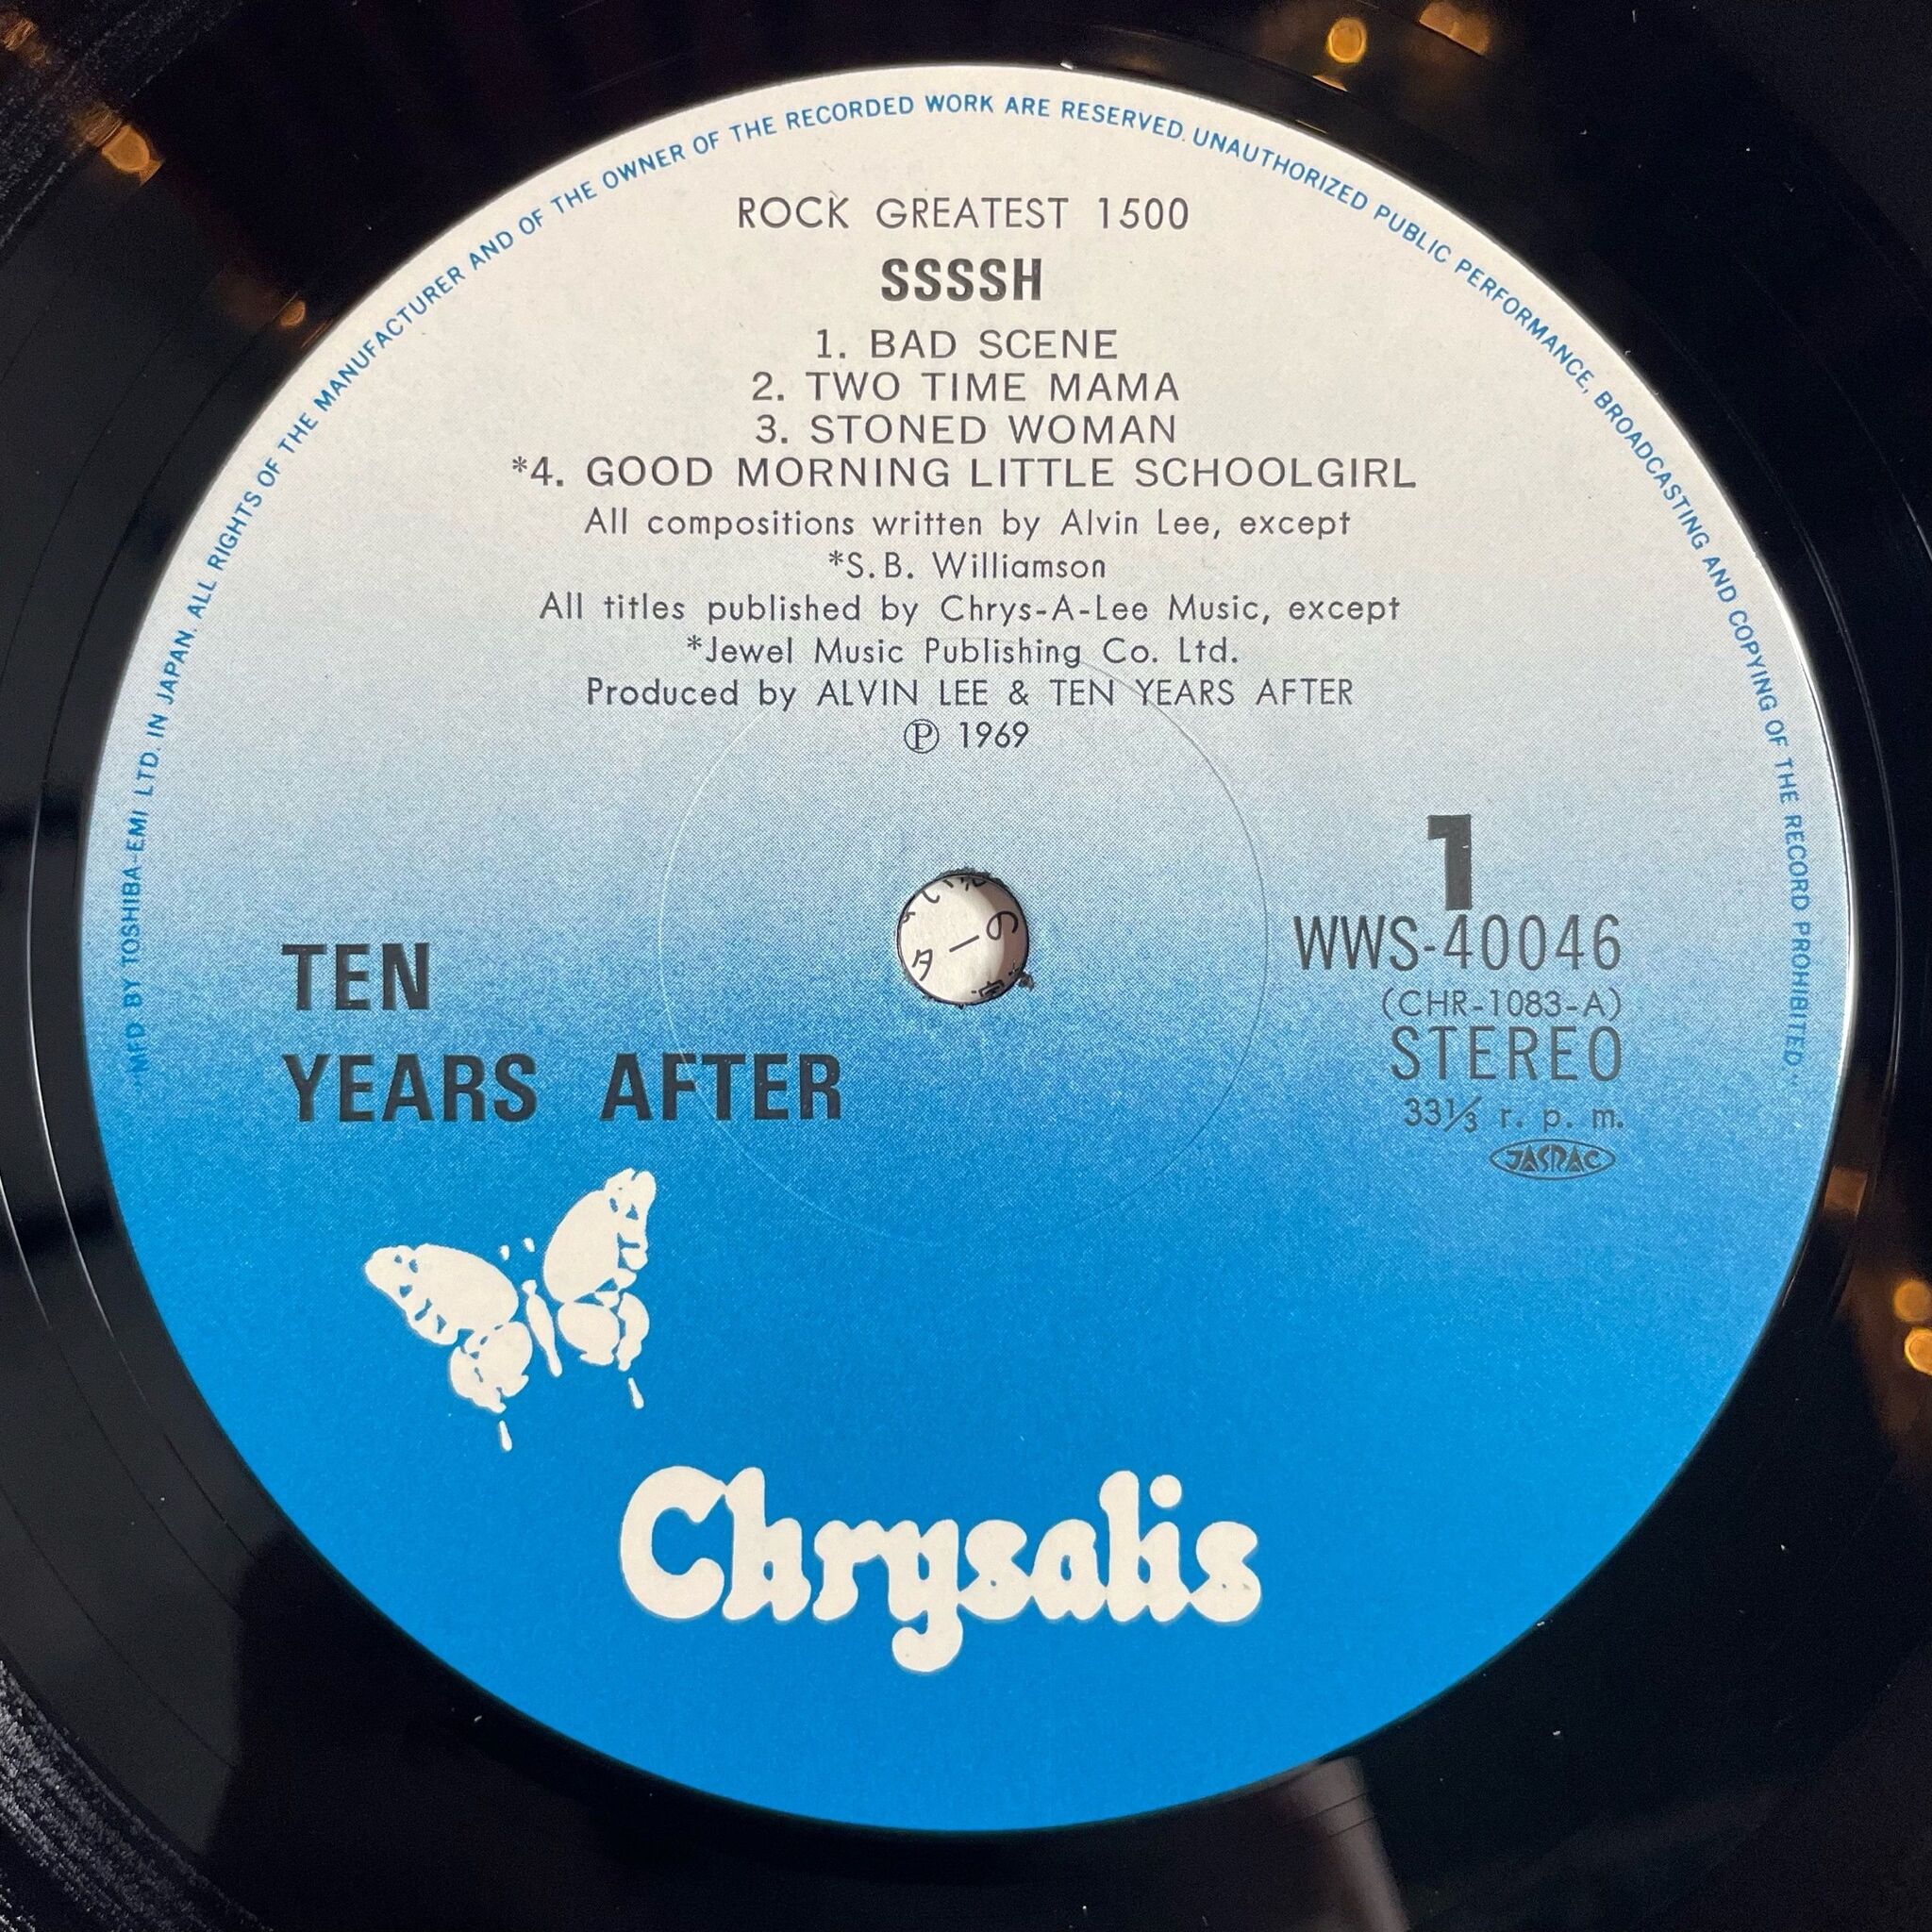 "MFD BY TOSHIBA-EMI LTD. IN JAPAN. ALL RIGHTS OF THE MANUFACTURER AND OF THE OWNER OF THE RECORDED WORK ARE RESERVED. UNAUTHORIZED PUBLIC PERFORMANCE, BROADCASTING AND COPYING OF THE RECORD PROHIBITED"
ROCK GREATEST 1500
SSSSH
1. BAD SCENE
2. TWO TIME MAMA
3. STONED WOMAN
*4. GOOD MORNING LITTLE SCHOOLGIRL
All compositions written by Alvin Lee, except
*S.B. Williamson
All titles published by Chrys-A-Lee Music, except
*Jewel Music Publishing Co. Ltd.
Produced by ALVIN LEE & TEN YEARS AFTER
℗ 1969
1
WWS-40046
(CHR-1083-A)
STEREO
33⅓ r. p. m.
JASRAC
TEN
YEARS AFTER
ターの
Chrysalis